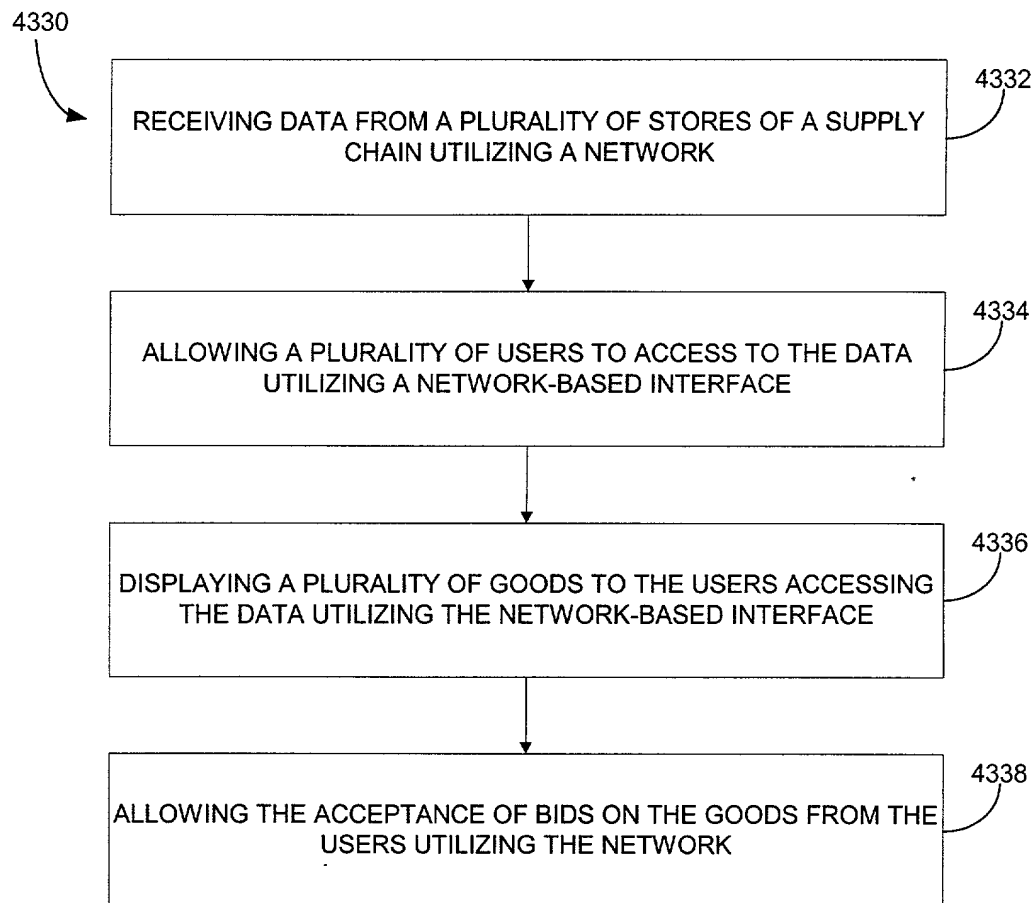 4330
4332
RECEIVING DATA FROM A PLURALITY OF STORES OF A SUPPLY
CHAIN UTILIZING A NETWORK
4334
ALLOWING A PLURALITY OF USERS TO ACCESS TO THE DATA
UTILIZING A NETWORK-BASED INTERFACE
4336
DISPLAYING A PLURALITY OF GOODS TO THE USERS ACCESSING
THE DATA UTILIZING THE NETWORK-BASED INTERFACE
4338
ALLOWING THE ACCEPTANCE OF BIDS ON THE GOODS FROM THE
USERS UTILIZING THE NETWORK